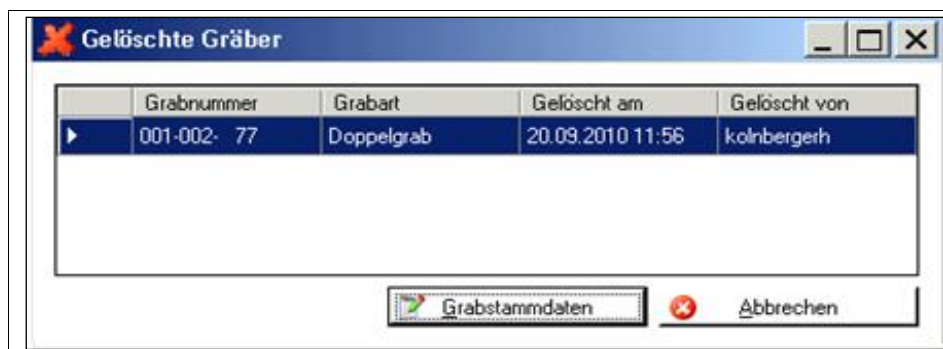 Gelöschte Gräber
Grabnummer Grabart Gelöscht am Gelöscht von
001-002- 77 Doppelgrab 20.09.2010 11:56 kolnbergerh
Grabstammdaten Abbrechen